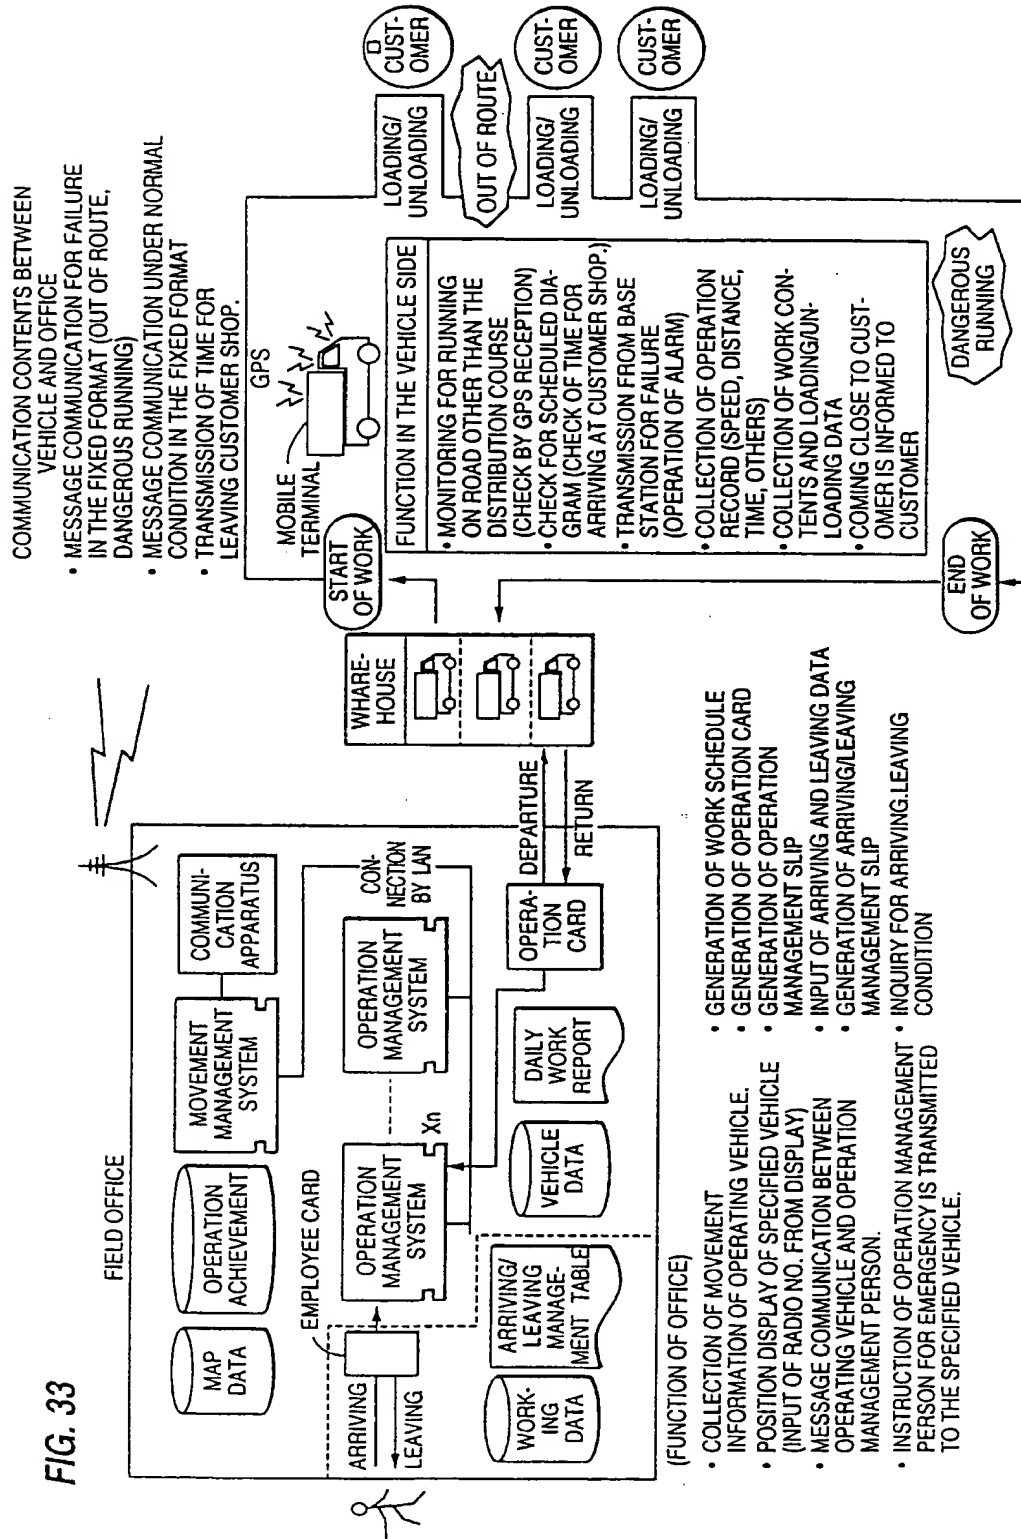 FIG. 33
FIELD OFFICE
MAP
DATA
OPERATION
ACHIEVEMENT
MOVEMENT
MANAGEMENT
SYSTEM
COMMUNI-
CATION
APPARATUS
EMPLOYEE CARD
ARRIVING
LEAVING
OPERATION
MANAGEMENT
SYSTEM
Xn
OPERATION
MANAGEMENT
SYSTEM
CON-
NECTION
BY LAN
WORK-
ING
DATA
ARRIVING/
LEAVING
MANAGE-
MENT TABLE
VEHICLE
DATA
DAILY
WORK
REPORT
OPERA-
TION
CARD
DEPARTURE
RETURN
WHARE-
HOUSE
START
OF WORK
END
OF WORK
COMMUNICATION CONTENTS BETWEEN
VEHICLE AND OFFICE
• MESSAGE COMMUNICATION FOR FAILURE
IN THE FIXED FORMAT (OUT OF ROUTE,
DANGEROUS RUNNING)
• MESSAGE COMMUNICATION UNDER NORMAL
CONDITION IN THE FIXED FORMAT
• TRANSMISSION OF TIME FOR
LEAVING CUSTOMER SHOP.
MOBILE
TERMINAL
GPS
FUNCTION IN THE VEHICLE SIDE
• MONITORING FOR RUNNING
ON ROAD OTHER THAN THE
DISTRIBUTION COURSE
(CHECK BY GPS RECEPTION)
• CHECK FOR SCHEDULED DIA-
GRAM (CHECK OF TIME FOR
ARRIVING AT CUSTOMER SHOP.)
• TRANSMISSION FROM BASE
STATION FOR FAILURE
(OPERATION OF ALARM)
• COLLECTION OF OPERATION
RECORD (SPEED, DISTANCE,
TIME, OTHERS)
• COLLECTION OF WORK CON-
TENTS AND LOADING/UN-
LOADING DATA
• COMING CLOSE TO CUST-
OMER IS INFORMED TO
CUSTOMER
LOADING/
UNLOADING
CUST-
OMER
OUT OF ROUTE
LOADING/
UNLOADING
CUST-
OMER
LOADING/
UNLOADING
CUST-
OMER
DANGEROUS
RUNNING
(FUNCTION OF OFFICE)
• COLLECTION OF MOVEMENT
INFORMATION OF OPERATING VEHICLE.
• POSITION DISPLAY OF SPECIFIED VEHICLE
(INPUT OF RADIO NO. FROM DISPLAY)
• MESSAGE COMMUNICATION BETWEEN
OPERATING VEHICLE AND OPERATION
MANAGEMENT PERSON.
• INSTRUCTION OF OPERATION MANAGEMENT
PERSON FOR EMERGENCY IS TRANSMITTED
TO THE SPECIFIED VEHICLE.
• GENERATION OF WORK SCHEDULE
• GENERATION OF OPERATION CARD
• GENERATION OF OPERATION
MANAGEMENT SLIP
• INPUT OF ARRIVING AND LEAVING DATA
• GENERATION OF ARRIVING/LEAVING
MANAGEMENT SLIP
• INQUIRY FOR ARRIVING.LEAVING
CONDITION